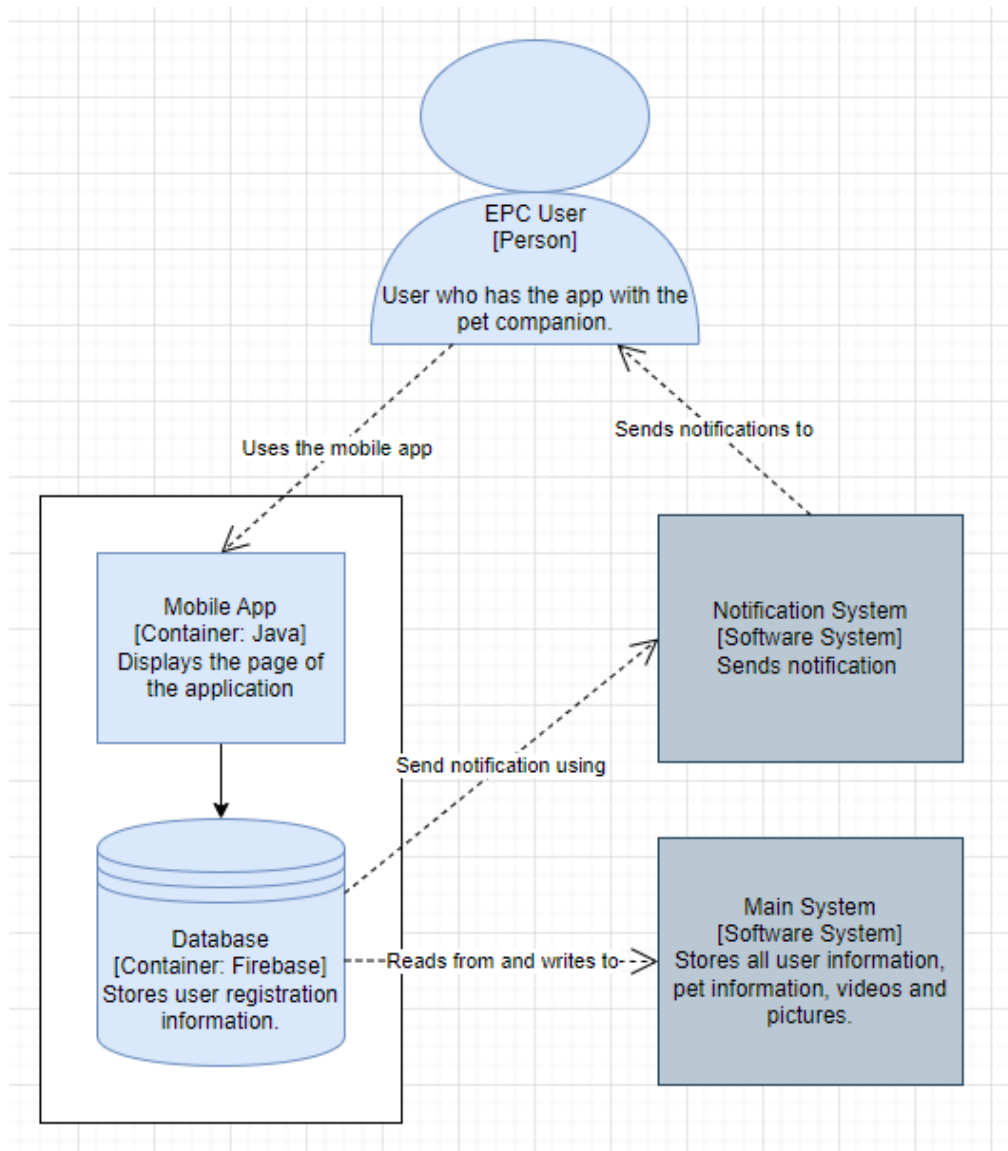 EPC User
[Person]
User who has the app with the
pet companion.
Uses the mobile app
Sends notifications to
Mobile App
[Container: Java]
Displays the page of
the application
Notification System
[Software System]
Sends notification
Send notification using
Database
[Container: Firebase]
Stores user registration
information.
Reads from and writes to
Main System
[Software System]
Stores all user information,
pet information, videos and
pictures.